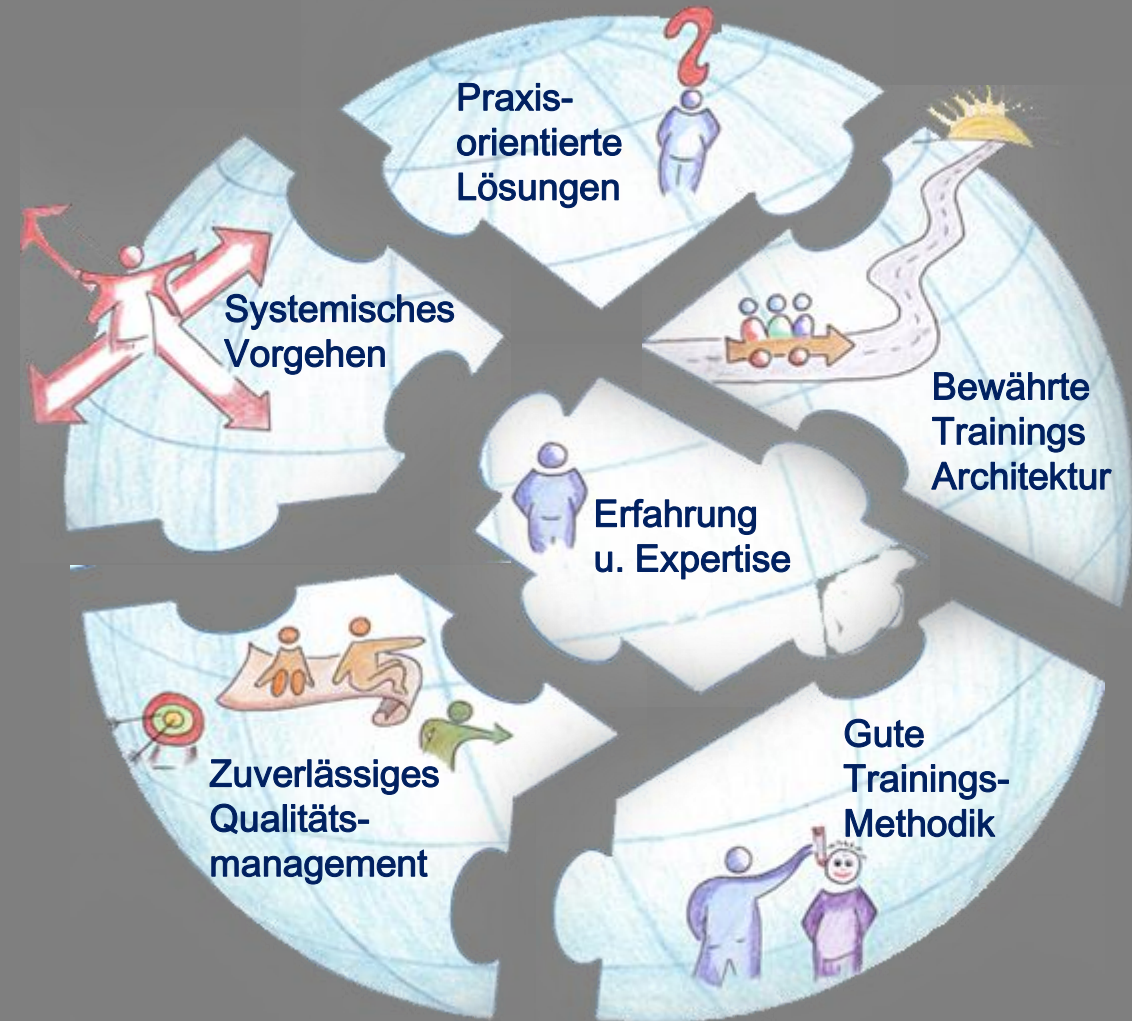 Praxis-
orientierte
Lösungen
Systemisches
Vorgehen
Bewährte
Trainings
Architektur
Erfahrung
u. Expertise
Zuverlässiges
Qualitäts-
management
Gute
Trainings-
Methodik